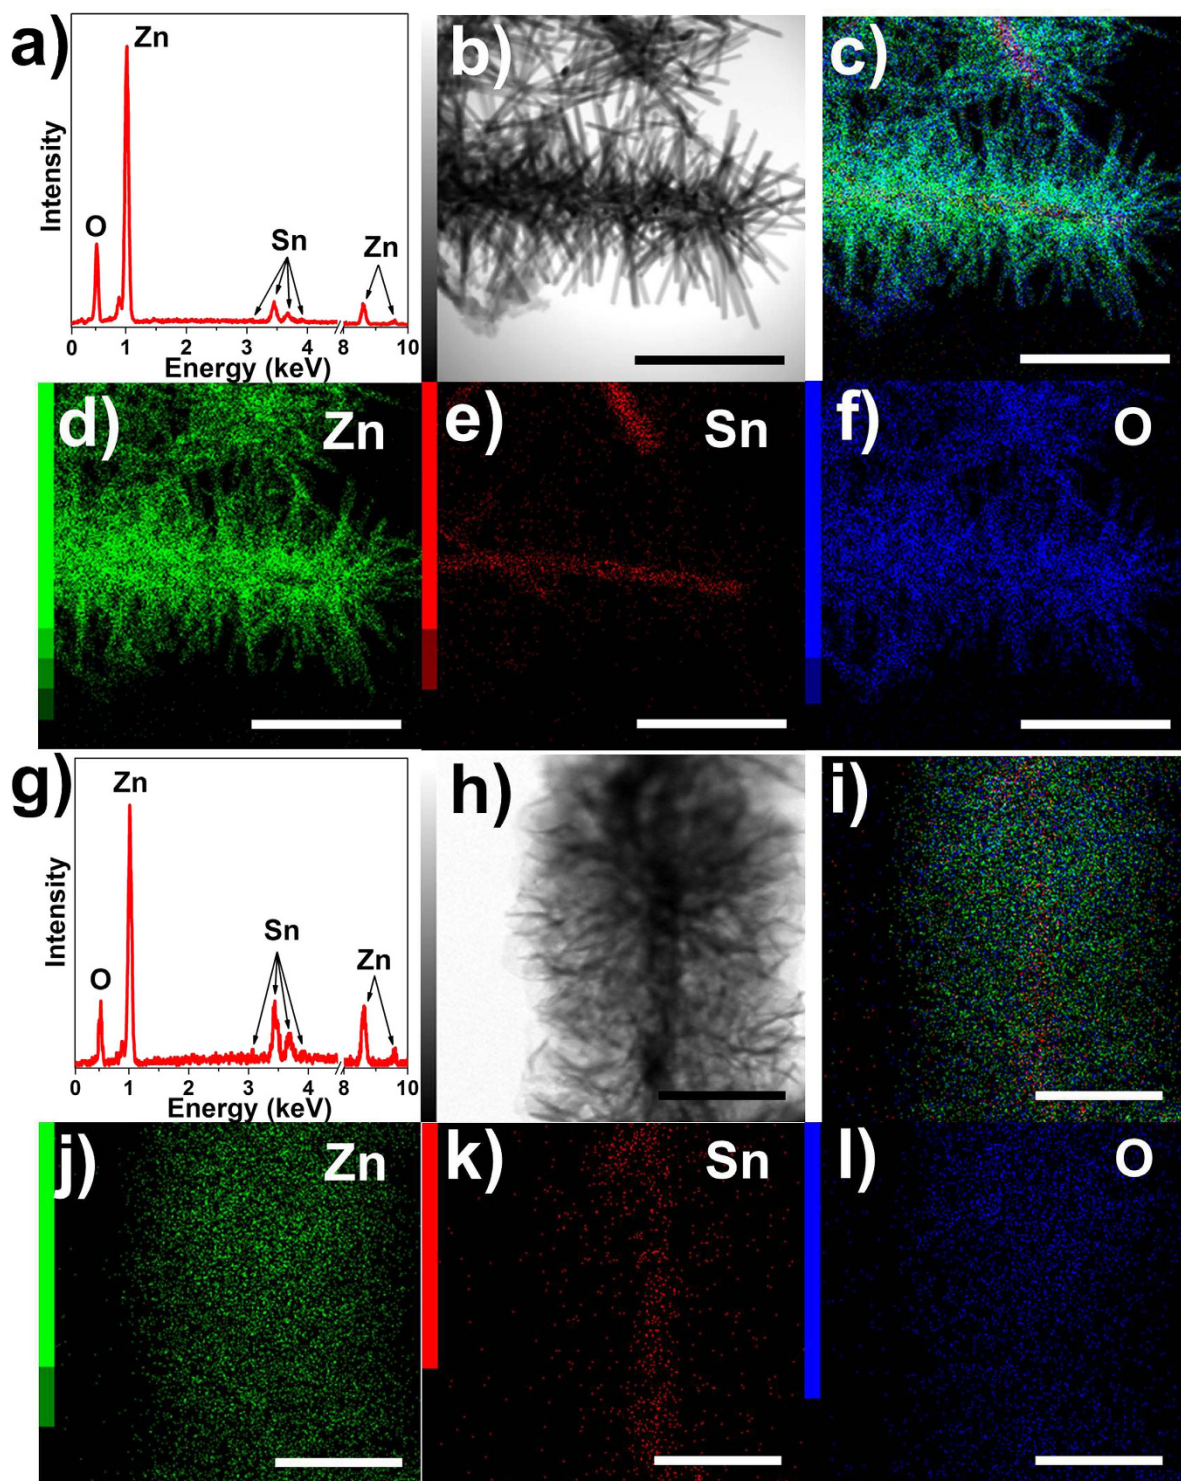 a)
Zn
O
Sn
Zn
Intensity
0 1 2 3 4 8 10
Energy (keV)
b)
c)
d) Zn
e) Sn
f) O
g)
Zn
O
Sn
Zn
Intensity
0 1 2 3 4 8 10
Energy (keV)
h)
i)
j) Zn
k) Sn
l) O